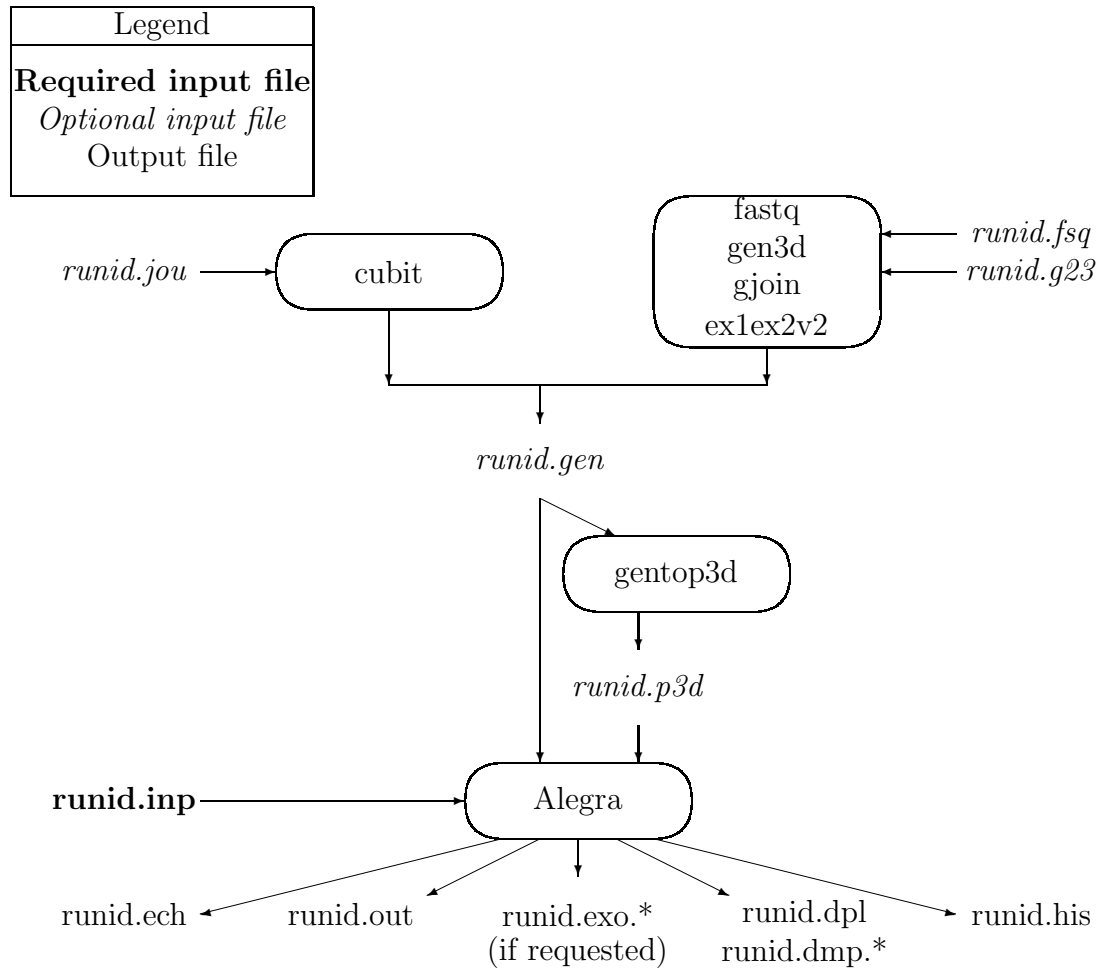 Legend
Required input file
Optional input file
Output file
fastq
gen3d
gjoin
ex1ex2v2
runid.fsq
runid.g23
runid.jou
cubit
runid.gen
gentop3d
runid.p3d
runid.inp
Alegra
runid.ech
runid.out
runid.exo.*
(if requested)
runid.dpl
runid.dmp.*
runid.his